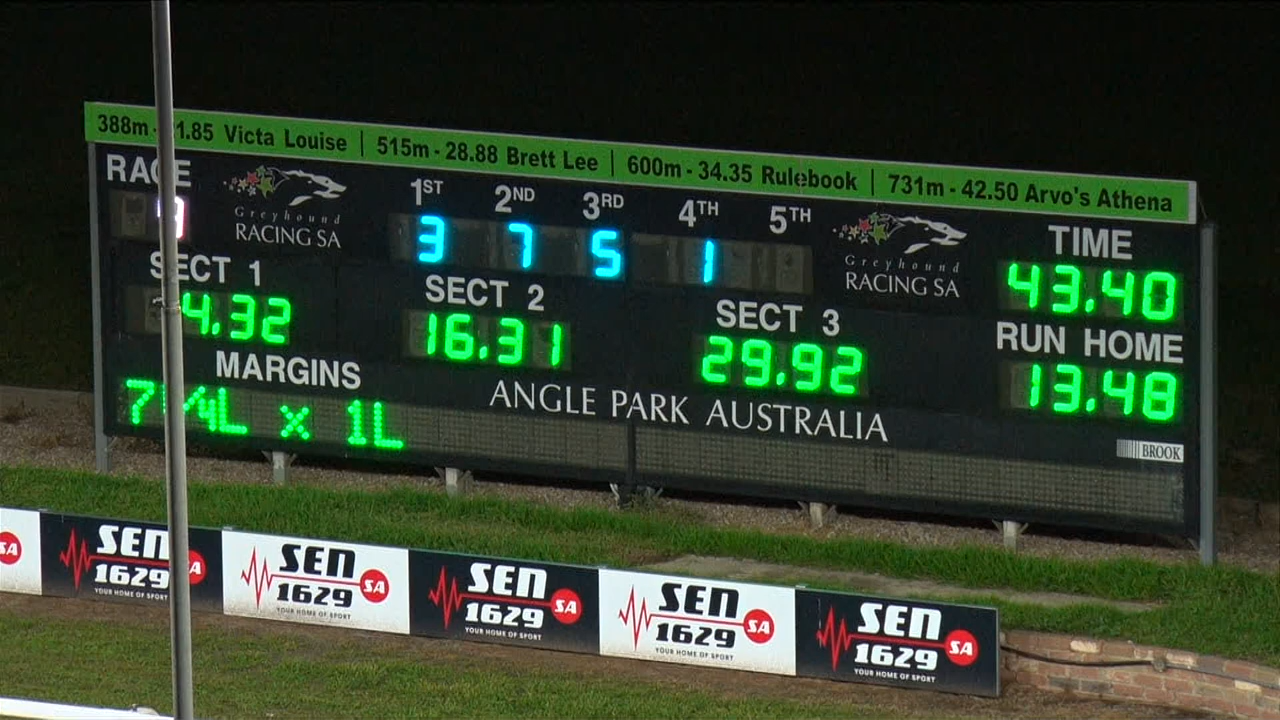 388m - 21.85 Victa Louise | 515m - 28.88 Brett Lee | 600m - 34.35 Rulebook | 731m - 42.50 Arvo's Athena
RACE
Greyhound
RACING SA
1ST 2ND 3RD 4TH 5TH
3 7 5 1
Greyhound
RACING SA
TIME
43.40
SECT 1
4.32
SECT 2
16.31
SECT 3
29.92
RUN HOME
13.48
MARGINS
7 1/4L x 1L
ANGLE PARK AUSTRALIA
BROOK
SA
SEN
1629 SA
YOUR HOME OF SPORT
SEN
1629 SA
YOUR HOME OF SPORT
SEN
1629 SA
YOUR HOME OF SPORT
SEN
1629 SA
YOUR HOME OF SPORT
SEN
1629 SA
YOUR HOME OF SPORT